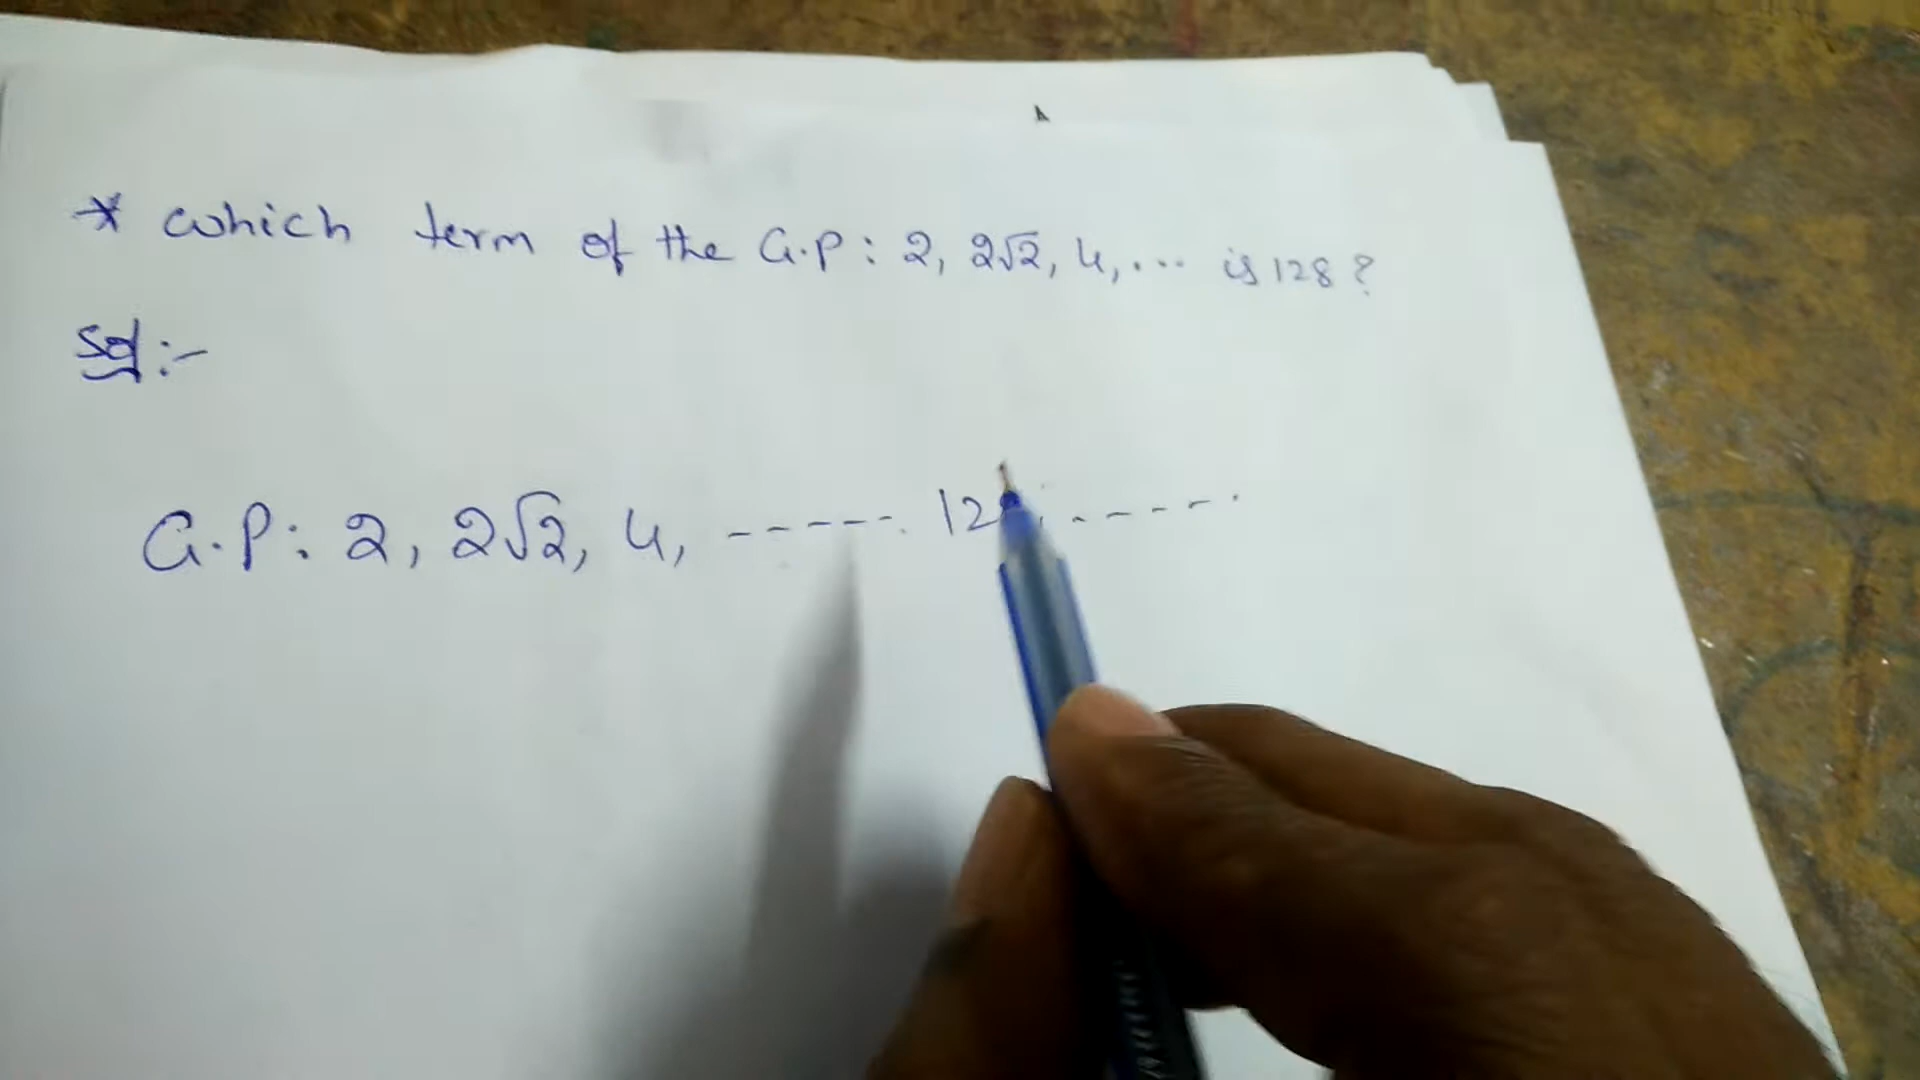 * which term of the G.P: 2, 2√2, 4,... is 128?
Sol:-
G.P: 2, 2√2, 4, ------ 12